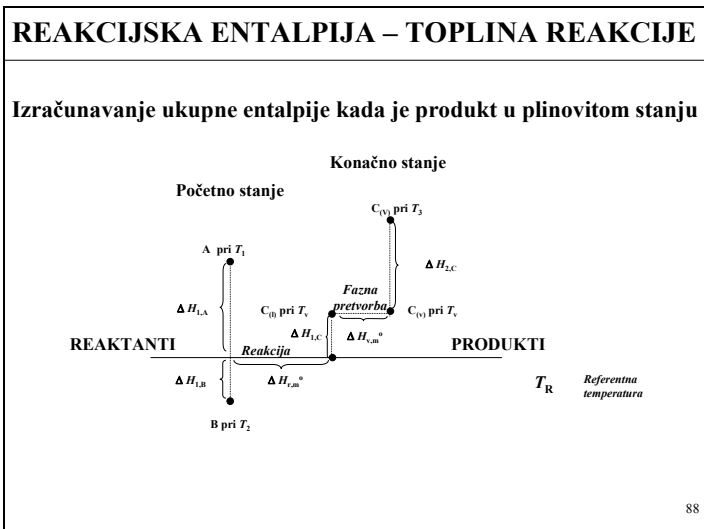 REAKCIJSKA ENTALPIJA – TOPLINA REAKCIJE
Izračunavanje ukupne entalpije kada je produkt u plinovitom stanju
Konačno stanje
Početno stanje
C(V) pri T3
A pri T1
Δ H2,C
Fazna
pretvorba
Δ H1,A
C(l) pri Tv
C(v) pri Tv
Δ H1,C
Δ Hv,m°
REAKTANTI
Reakcija
PRODUKTI
Δ H1,B
Δ Hr,m°
TR
Referentna
temperatura
B pri T2
88